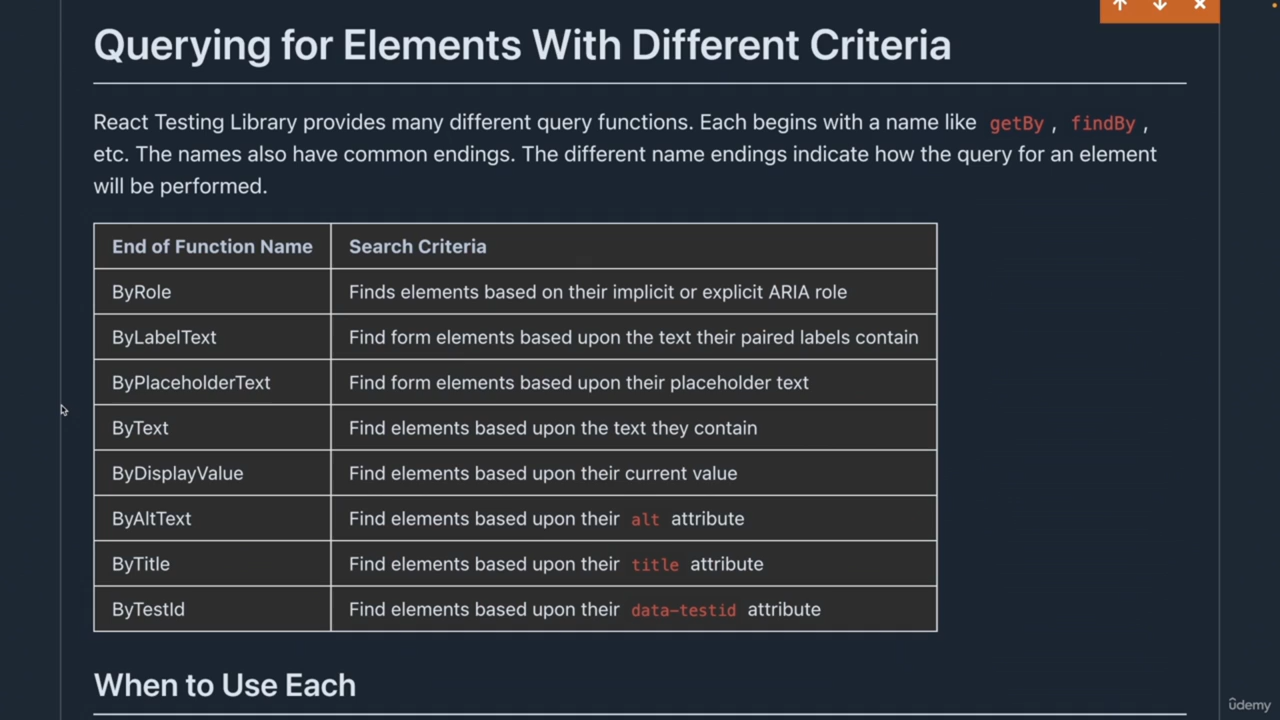 Querying for Elements With Different Criteria
React Testing Library provides many different query functions. Each begins with a name like getBy , findBy ,
etc. The names also have common endings. The different name endings indicate how the query for an element
will be performed.
End of Function Name Search Criteria
ByRole Finds elements based on their implicit or explicit ARIA role
ByLabelText Find form elements based upon the text their paired labels contain
ByPlaceholderText Find form elements based upon their placeholder text
ByText Find elements based upon the text they contain
ByDisplayValue Find elements based upon their current value
ByAltText Find elements based upon their alt attribute
ByTitle Find elements based upon their title attribute
ByTestId Find elements based upon their data-testid attribute
When to Use Each
ûdemy